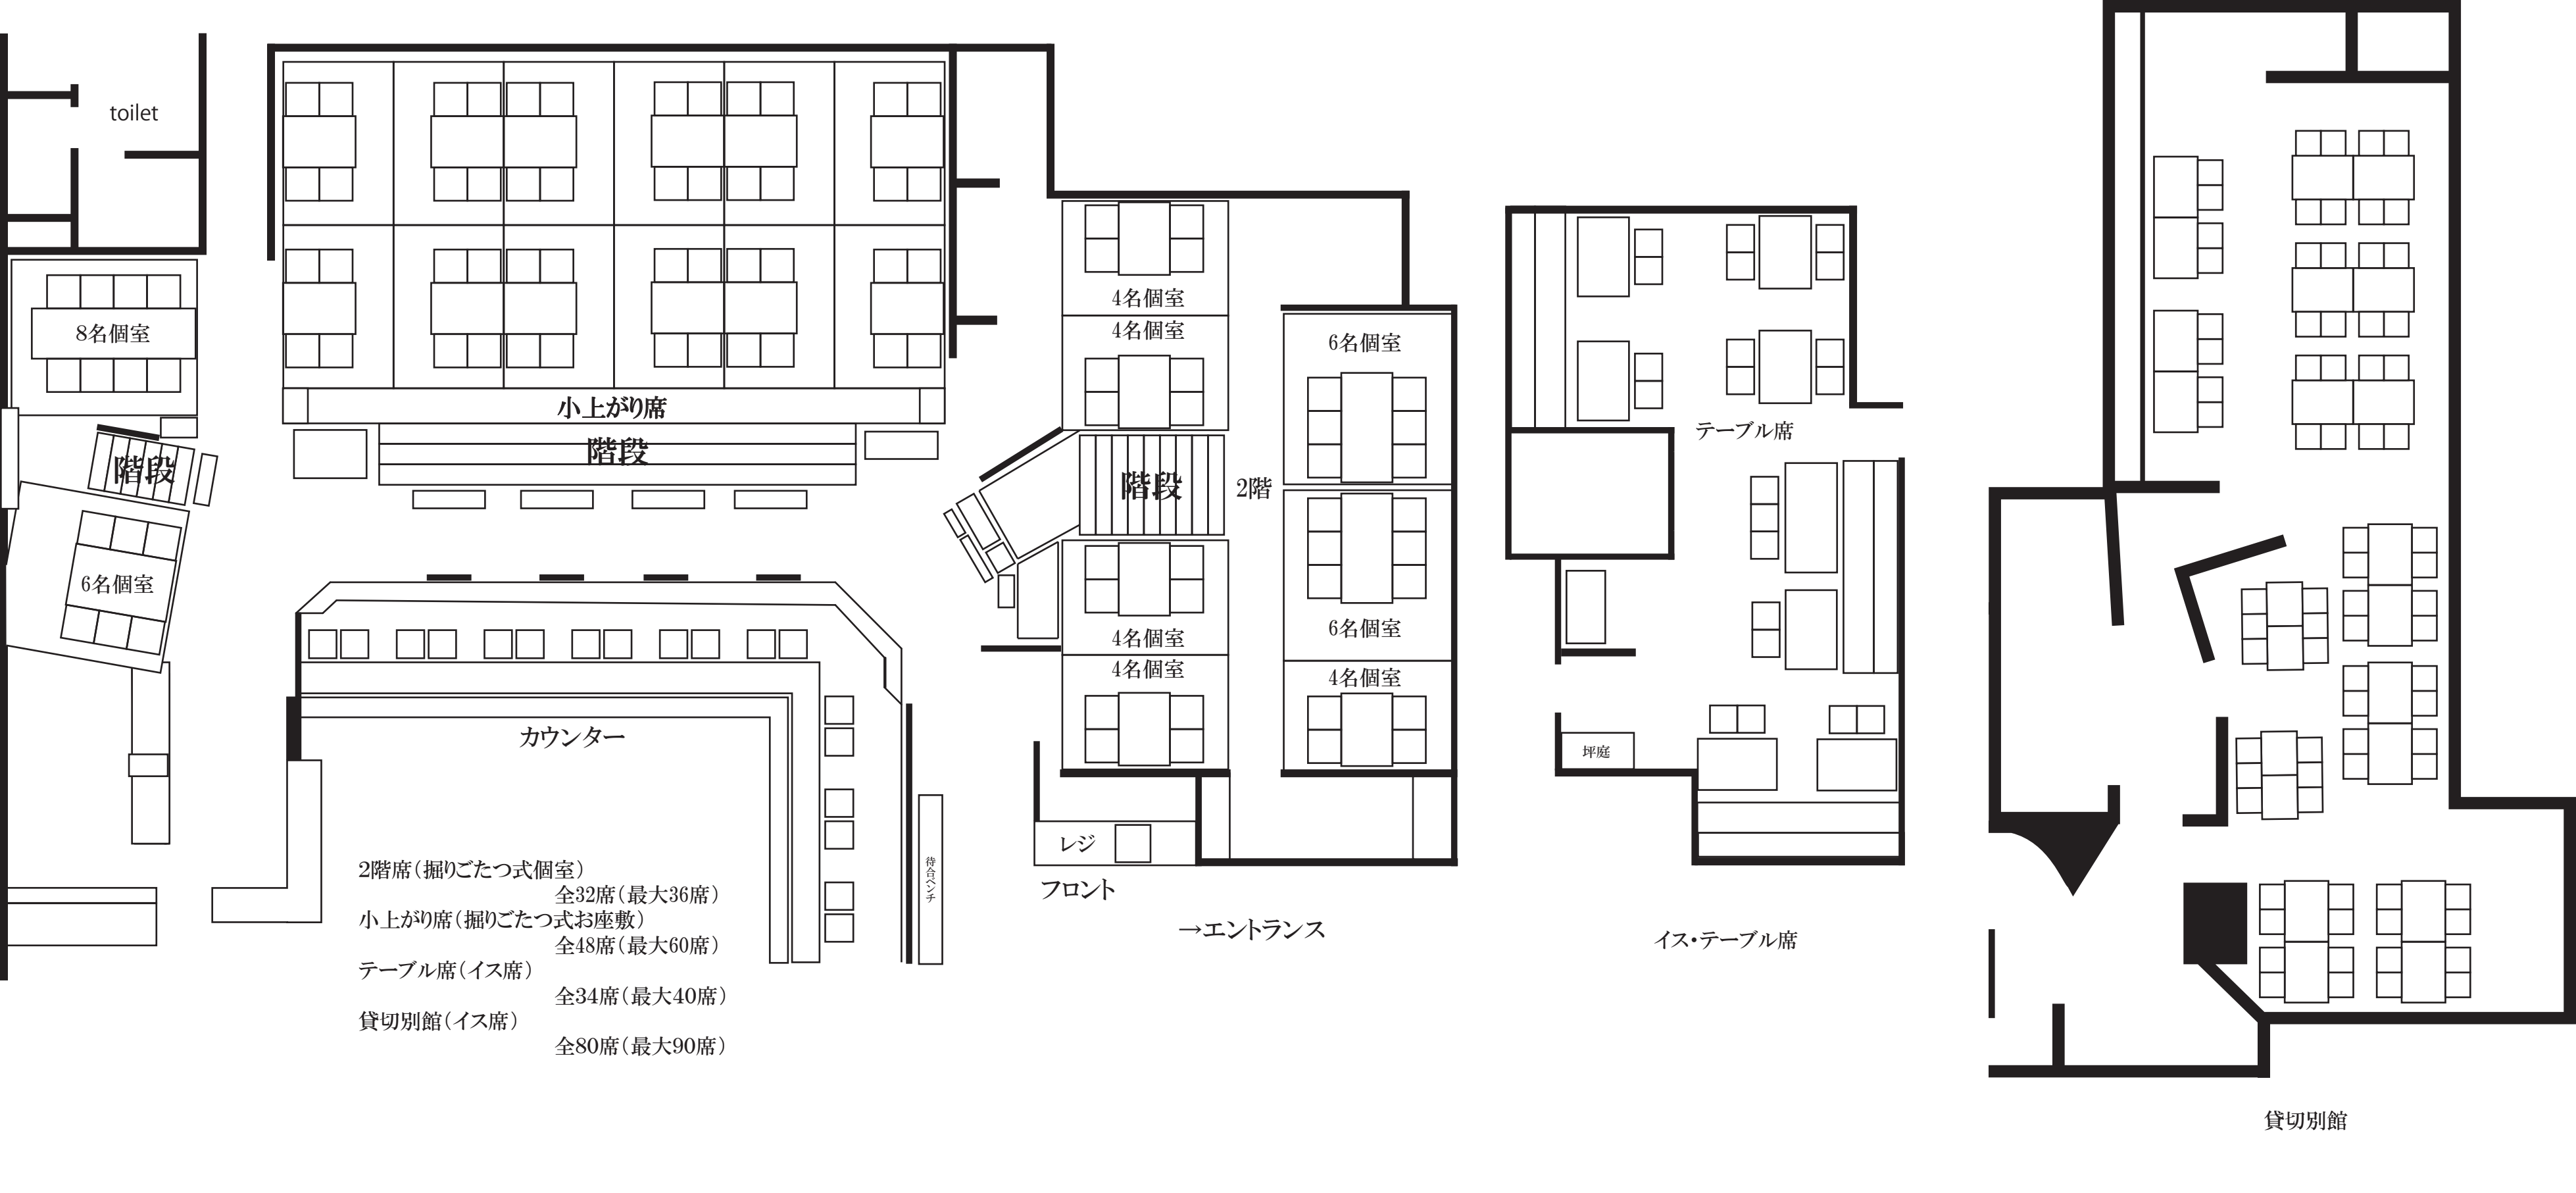 toilet
8名個室
階段
6名個室
小上がり席
階段
カウンター
待合ベンチ
2階席（掘りごたつ式個室）
全32席（最大36席）
小上がり席（掘りごたつ式お座敷）
全48席（最大60席）
テーブル席（イス席）
全34席（最大40席）
貸切別館（イス席）
全80席（最大90席）
4名個室
4名個室
階段
2階
4名個室
4名個室
6名個室
6名個室
4名個室
レジ
フロント
→エントランス
テーブル席
坪庭
イス・テーブル席
貸切別館